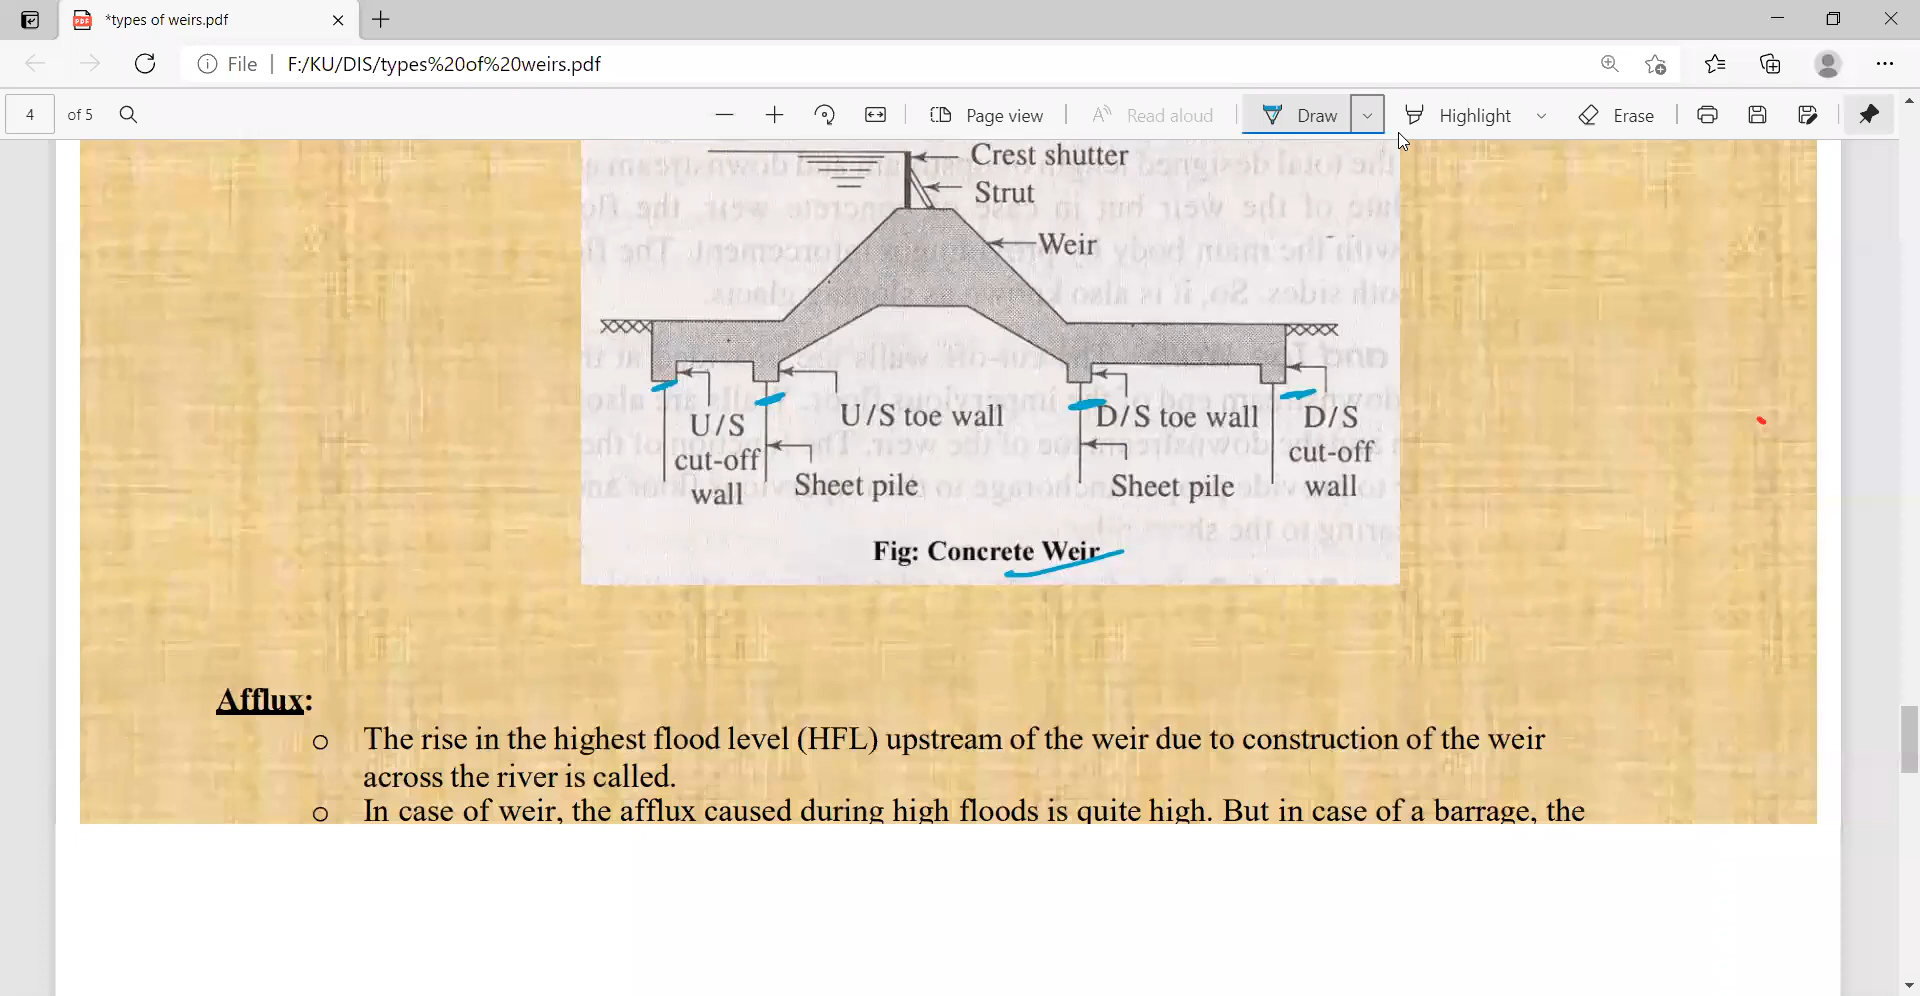 *types of weirs.pdf
File
F:/KU/DIS/types%20of%20weirs.pdf
4 of 5
Page view
Read aloud
Draw
Highlight
Erase
Crest shutter
Strut
Weir
U/S cut-off wall
U/S toe wall
Sheet pile
D/S toe wall
Sheet pile
D/S cut-off wall
Fig: Concrete Weir
Afflux:
o The rise in the highest flood level (HFL) upstream of the weir due to construction of the weir
across the river is called.
o In case of weir, the afflux caused during high floods is quite high. But in case of a barrage, the